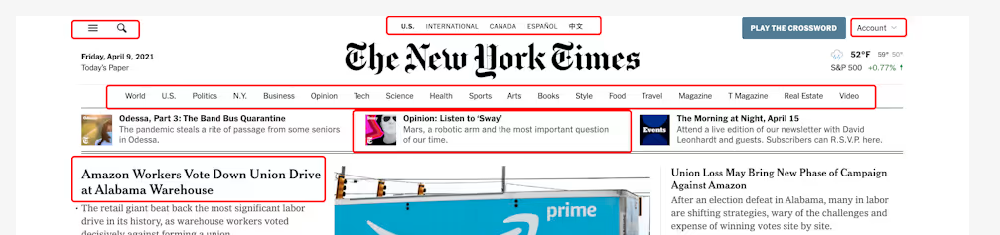 U.S. INTERNATIONAL CANADA ESPAÑOL 中文
PLAY THE CROSSWORD
Account
Friday, April 9, 2021
Today's Paper
The New York Times
52°F 59° 50°
S&P 500 +0.77% ↑
World U.S. Politics N.Y. Business Opinion Tech Science Health Sports Arts Books Style Food Travel Magazine T Magazine Real Estate Video
Odessa, Part 3: The Band Bus Quarantine
The pandemic steals a rite of passage from some seniors
in Odessa.
Opinion: Listen to 'Sway'
Mars, a robotic arm and the most important question
of our time.
Events
The Morning at Night, April 15
Attend a live edition of our newsletter with David
Leonhardt and guests. Subscribers can R.S.V.P. here.
Amazon Workers Vote Down Union Drive
at Alabama Warehouse
• The retail giant beat back the most significant labor
drive in its history, as warehouse workers voted
decisively against forming a union.
prime
Union Loss May Bring New Phase of Campaign
Against Amazon
After an election defeat in Alabama, many in labor
are shifting strategies, wary of the challenges and
expense of winning votes site by site.